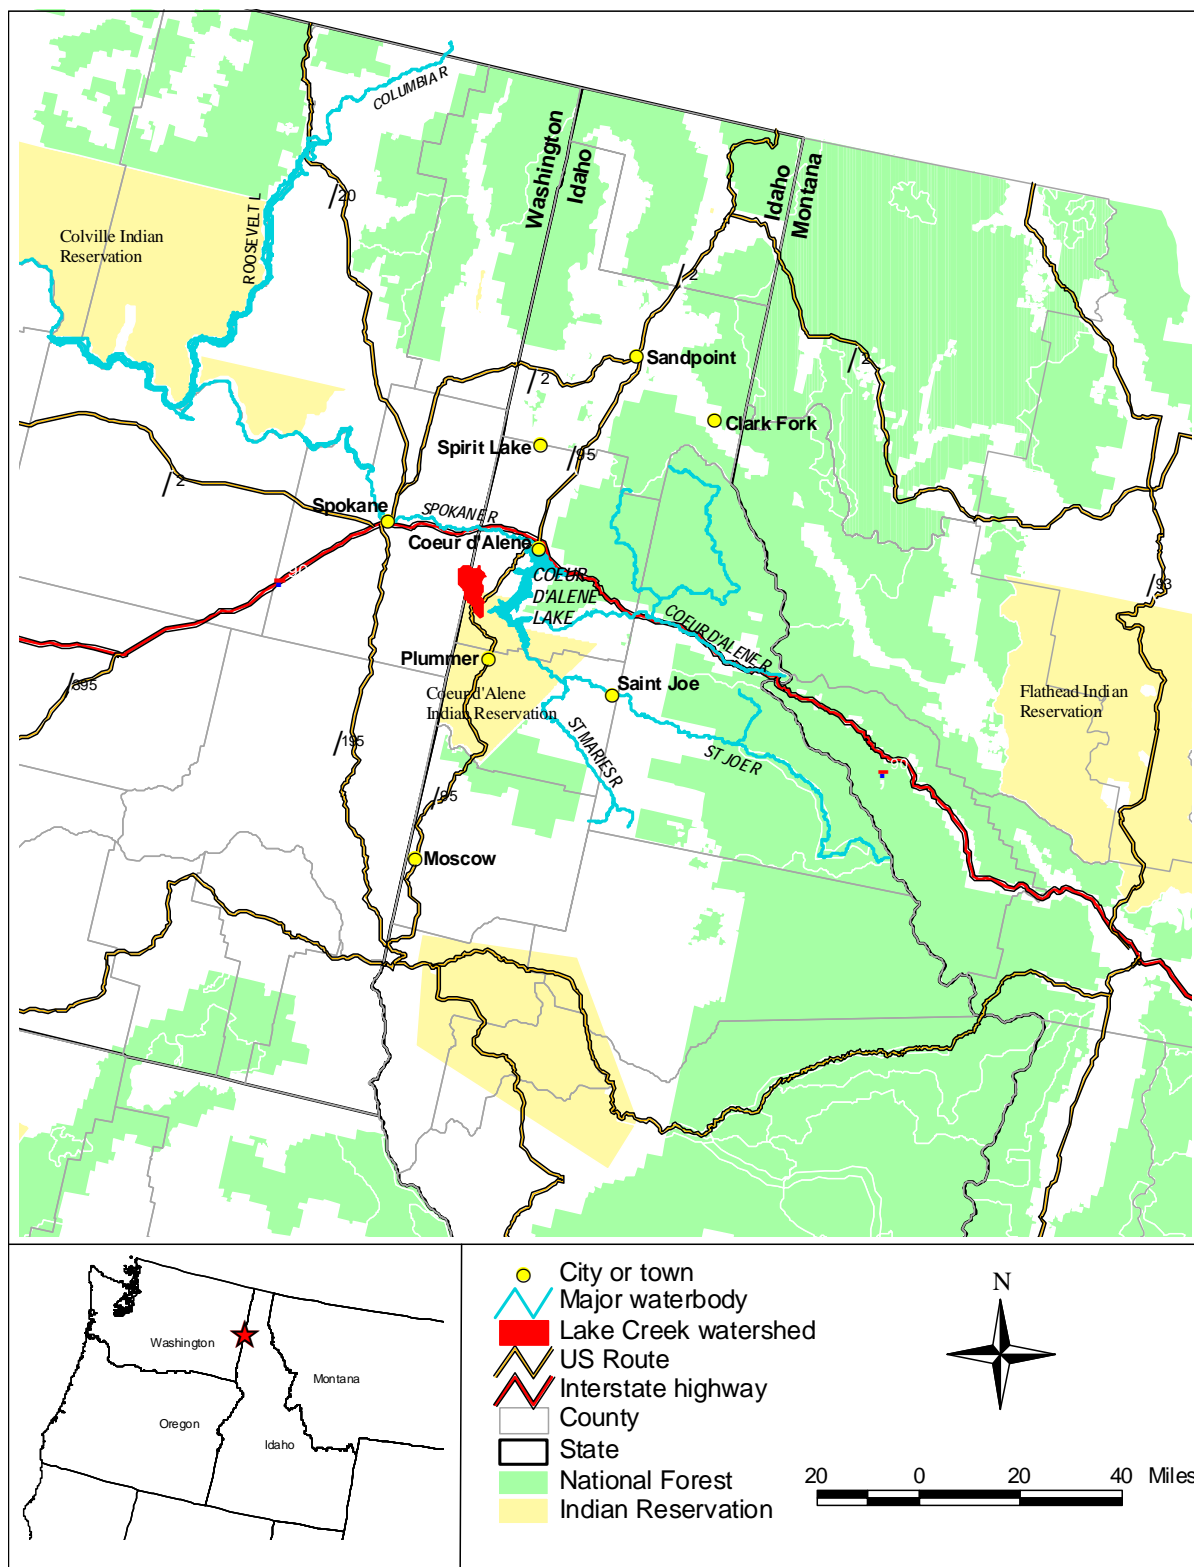 COLUMBIA R
Washington
Idaho
Idaho
Montana
20
ROOSEVELT L
Colville Indian
Reservation
2
Sandpoint
2
2
Clark Fork
Spirit Lake
95
2
Spokane
SPOKANE R
Coeur d'Alene
90
COEUR
D'ALENE
LAKE
93
COEUR D'ALENE R
Plummer
395
Coeur d'Alene
Indian Reservation
Saint Joe
Flathead Indian
Reservation
195
ST MARIES R
ST JOE R
90
95
Moscow
Washington
Montana
Oregon
Idaho
City or town
Major waterbody
Lake Creek watershed
US Route
Interstate highway
County
State
National Forest
Indian Reservation
N
20 0 20 40 Miles